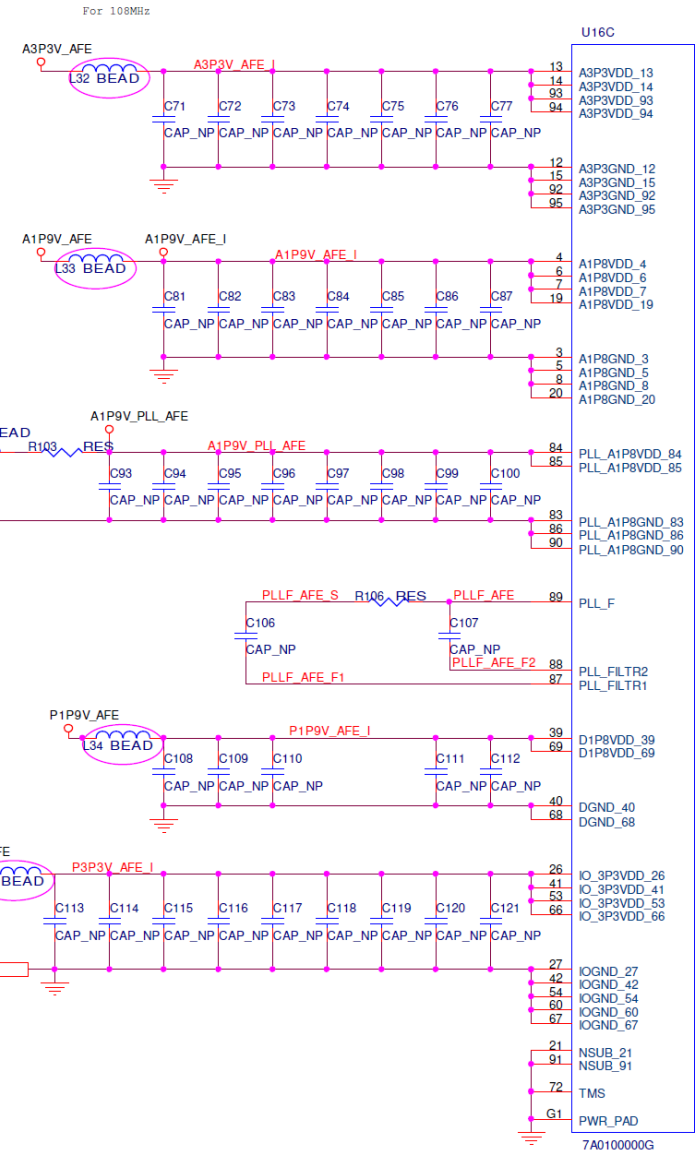 For 108MHz
U16C
A3P3V_AFE
L32 BEAD
A3P3V_AFE_I
C71 C72 C73 C74 C75 C76 C77
CAP_NP CAP_NP CAP_NP CAP_NP CAP_NP CAP_NP CAP_NP
13 A3P3VDD_13
14 A3P3VDD_14
93 A3P3VDD_93
94 A3P3VDD_94
12 A3P3GND_12
15 A3P3GND_15
92 A3P3GND_92
95 A3P3GND_95
A1P9V_AFE A1P9V_AFE_I
L33 BEAD
A1P9V_AFE_I
C81 C82 C83 C84 C85 C86 C87
CAP_NP CAP_NP CAP_NP CAP_NP CAP_NP CAP_NP CAP_NP
4 A1P8VDD_4
6 A1P8VDD_6
7 A1P8VDD_7
19 A1P8VDD_19
3 A1P8GND_3
5 A1P8GND_5
8 A1P8GND_8
20 A1P8GND_20
A1P9V_PLL_AFE
EAD
R103 RES
A1P9V_PLL_AFE
C93 C94 C95 C96 C97 C98 C99 C100
CAP_NP CAP_NP CAP_NP CAP_NP CAP_NP CAP_NP CAP_NP CAP_NP
84 PLL_A1P8VDD_84
85 PLL_A1P8VDD_85
83 PLL_A1P8GND_83
86 PLL_A1P8GND_86
90 PLL_A1P8GND_90
PLLF_AFE_S R106 RES PLLF_AFE 89 PLL_F
C106 C107
CAP_NP CAP_NP
PLLF_AFE_F2 88 PLL_FILTR2
PLLF_AFE_F1 87 PLL_FILTR1
P1P9V_AFE
L34 BEAD
P1P9V_AFE_I
C108 C109 C110 C111 C112
CAP_NP CAP_NP CAP_NP CAP_NP CAP_NP
39 D1P8VDD_39
69 D1P8VDD_69
40 DGND_40
68 DGND_68
FE
BEAD
P3P3V_AFE_I
C113 C114 C115 C116 C117 C118 C119 C120 C121
CAP_NP CAP_NP CAP_NP CAP_NP CAP_NP CAP_NP CAP_NP CAP_NP CAP_NP
26 IO_3P3VDD_26
41 IO_3P3VDD_41
53 IO_3P3VDD_53
66 IO_3P3VDD_66
27 IOGND_27
42 IOGND_42
54 IOGND_54
60 IOGND_60
67 IOGND_67
21 NSUB_21
91 NSUB_91
72 TMS
G1 PWR_PAD
7A0100000G